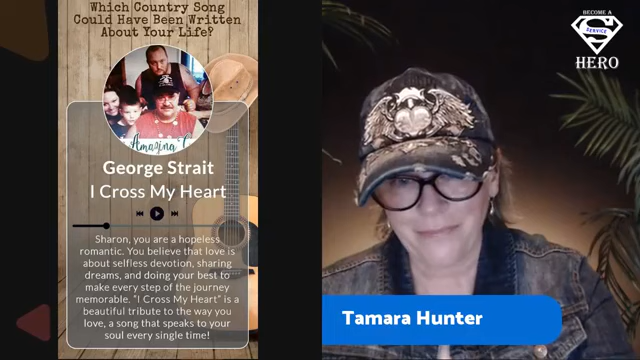 Which Country Song
Could Have Been Written
About Your Life?
Amazing
George Strait
I Cross My Heart
Sharon, you are a hopeless
romantic. You believe that love is
about selfless devotion, sharing
dreams, and doing your best to
make every step of the journey
memorable. "I Cross My Heart" is a
beautiful tribute to the way you
love, a song that speaks to your
soul every single time!
BECOME A
S
SERVICE
HERO
Tamara Hunter